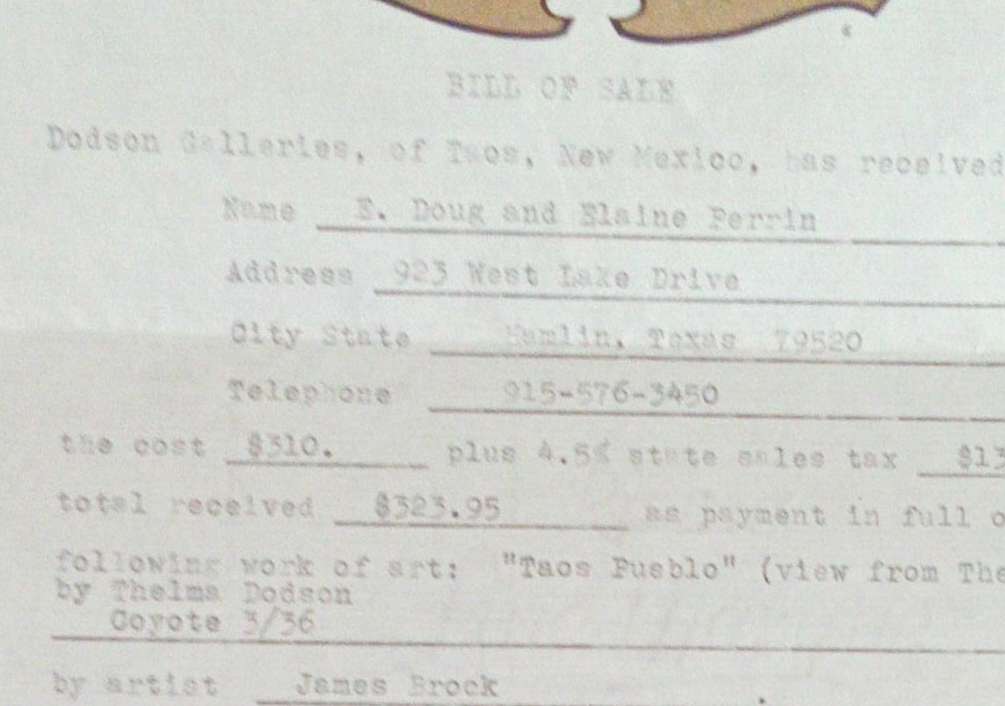 BILL OF SALE
Dodson Galleries, of Taos, New Mexico, has received
Name E. Doug and Elaine Perrin
Address 923 West Lake Drive
City State Hamlin, Texas 79520
Telephone 915-576-3450
the cost $310. plus 4.5% state sales tax $13
total received $323.95 as payment in full
following work of art: "Taos Pueblo" (view from The
by Thelma Dodson
Coyote 3/36
by artist James Brock .